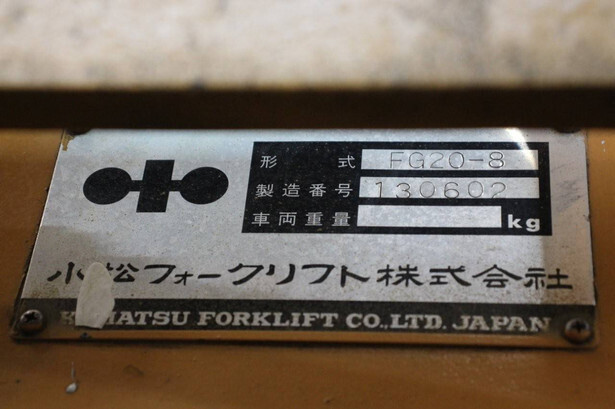 形式 FG20-8
製造番号 130602
車両重量 kg
小松フォークリフト株式会社
KOMATSU FORKLIFT CO.,LTD. JAPAN